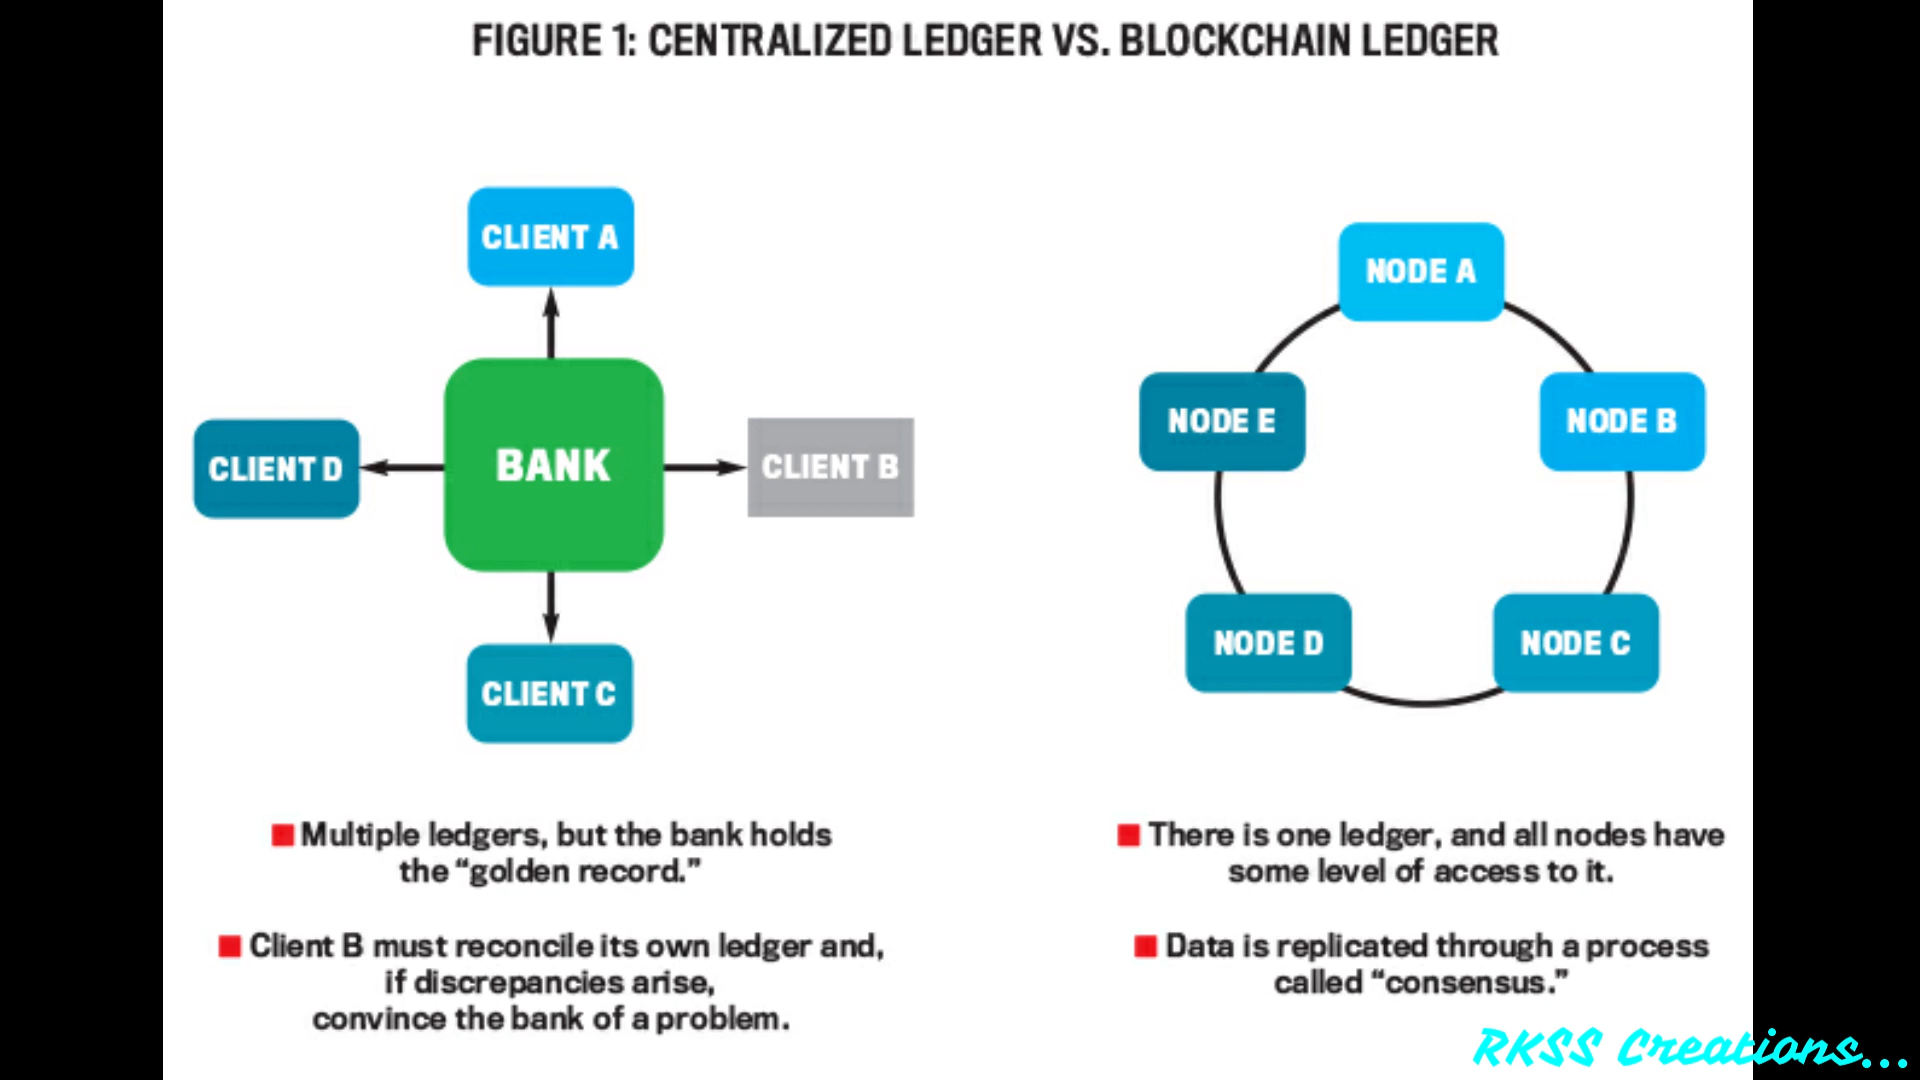 FIGURE 1: CENTRALIZED LEDGER VS. BLOCKCHAIN LEDGER
CLIENT A
CLIENT D
BANK
CLIENT B
CLIENT C
■ Multiple ledgers, but the bank holds
the “golden record.”
■ Client B must reconcile its own ledger and,
if discrepancies arise,
convince the bank of a problem.
NODE A
NODE E
NODE B
NODE D
NODE C
■ There is one ledger, and all nodes have
some level of access to it.
■ Data is replicated through a process
called “consensus.”
RKSS Creations...